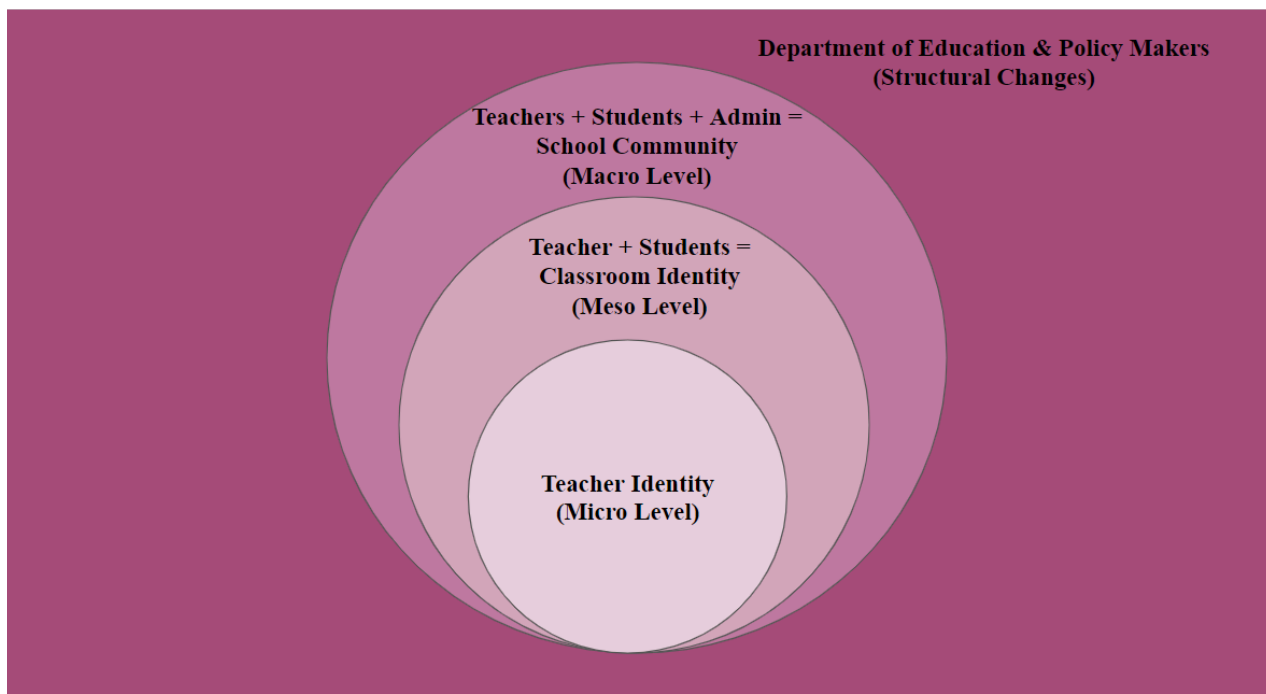 Department of Education & Policy Makers
(Structural Changes)
Teachers + Students + Admin =
School Community
(Macro Level)
Teacher + Students =
Classroom Identity
(Meso Level)
Teacher Identity
(Micro Level)